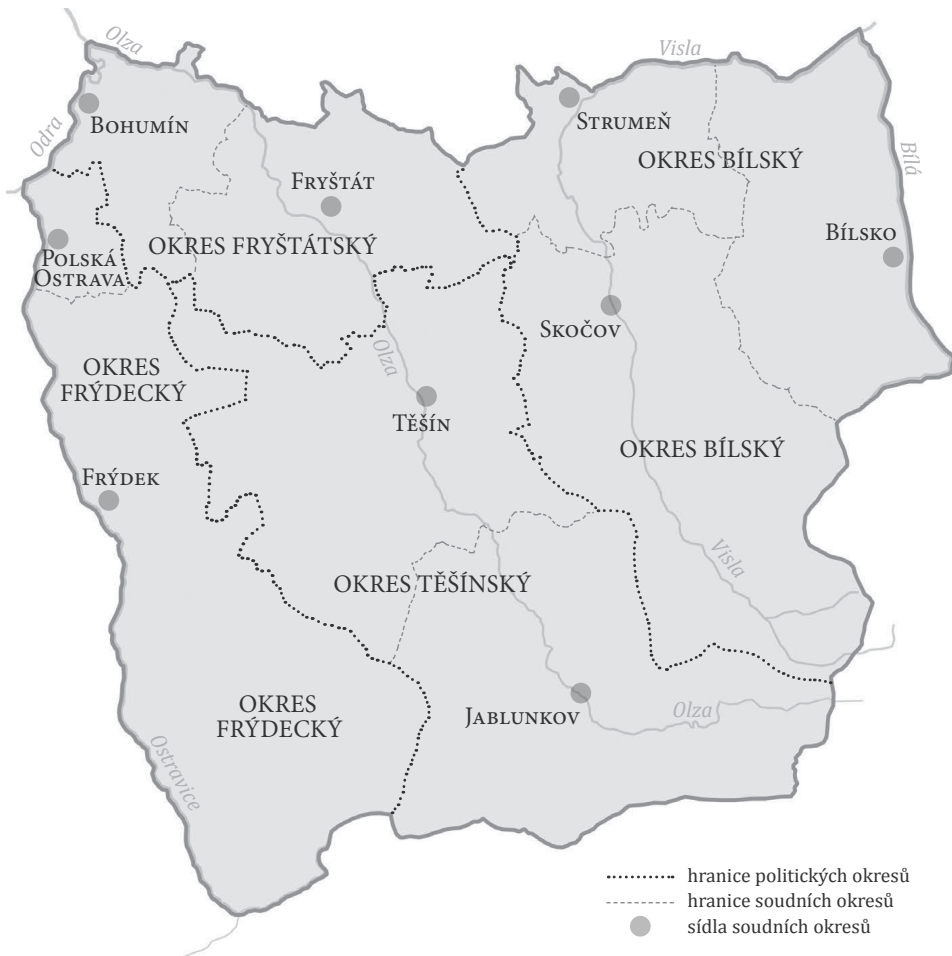 Olza
Visla
BOHUMÍN
STRUMEŇ
Odra
OKRES BÍLSKÝ
Bílá
FRYŠTÁT
BÍLSKO
OKRES FRYŠTÁTSKÝ
POLSKÁ
OSTRAVA
SKOČOV
Olza
OKRES
FRÝDECKÝ
TĚŠÍN
OKRES BÍLSKÝ
FRÝDEK
Visla
OKRES TĚŠÍNSKÝ
OKRES
FRÝDECKÝ
JABLUNKOV
Olza
Ostravice
hranice politických okresů
hranice soudních okresů
sídla soudních okresů